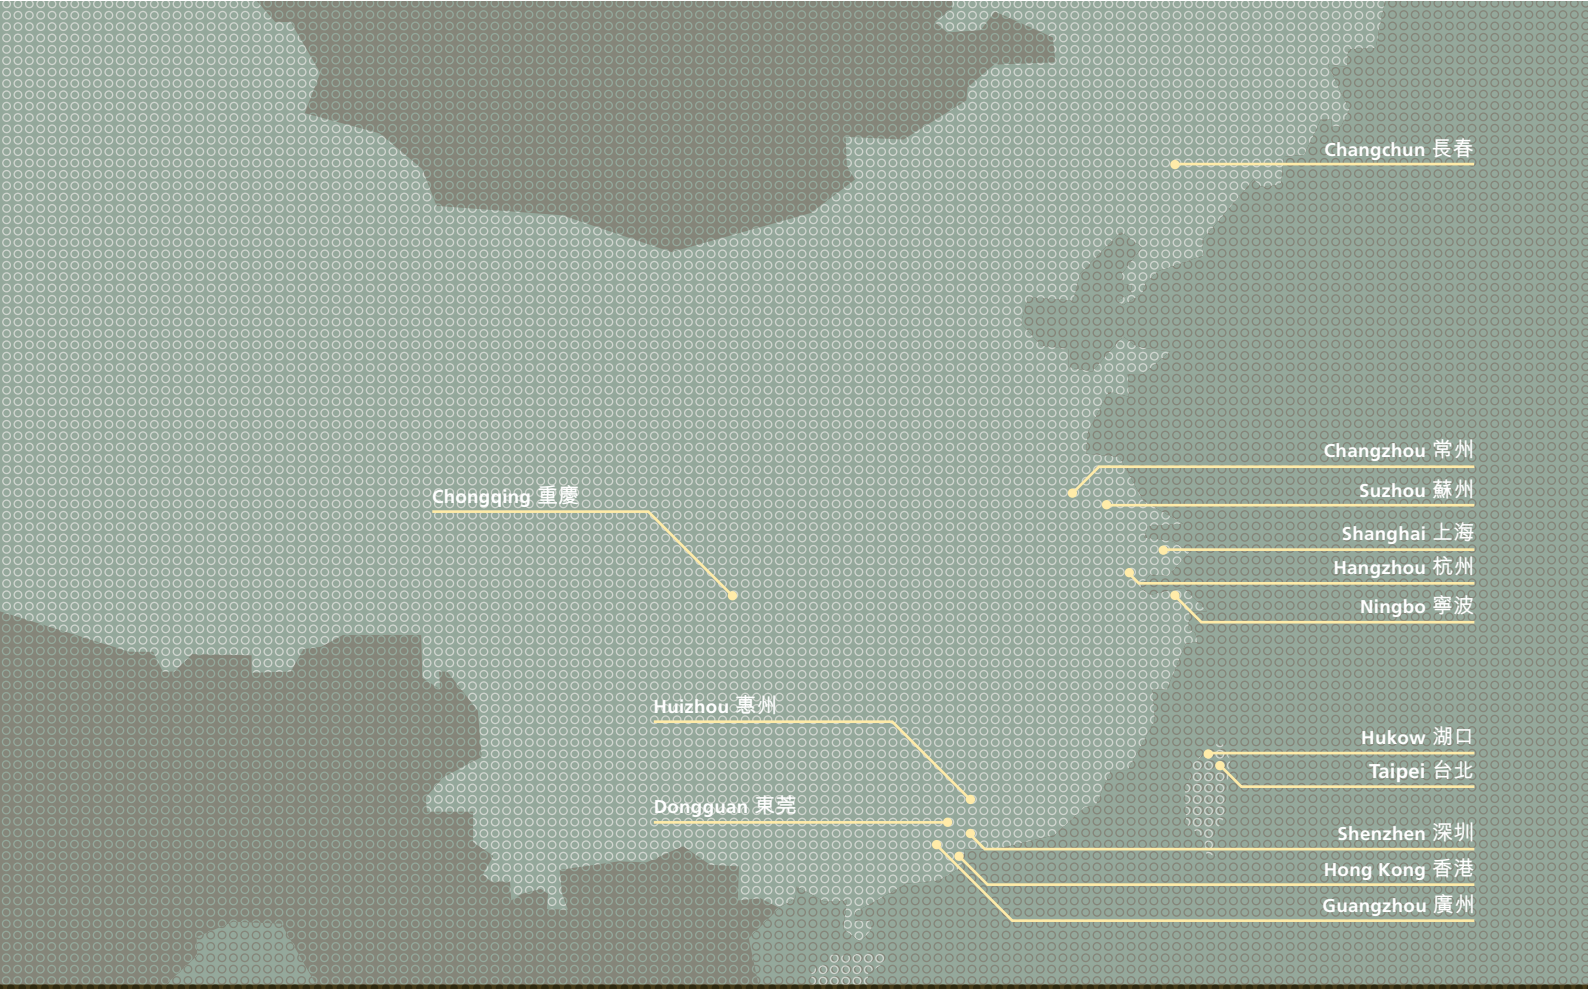 Changchun 長春
Changzhou 常州
Suzhou 蘇州
Chongqing 重慶
Shanghai 上海
Hangzhou 杭州
Ningbo 寧波
Huizhou 惠州
Hukow 湖口
Taipei 台北
Dongguan 東莞
Shenzhen 深圳
Hong Kong 香港
Guangzhou 廣州